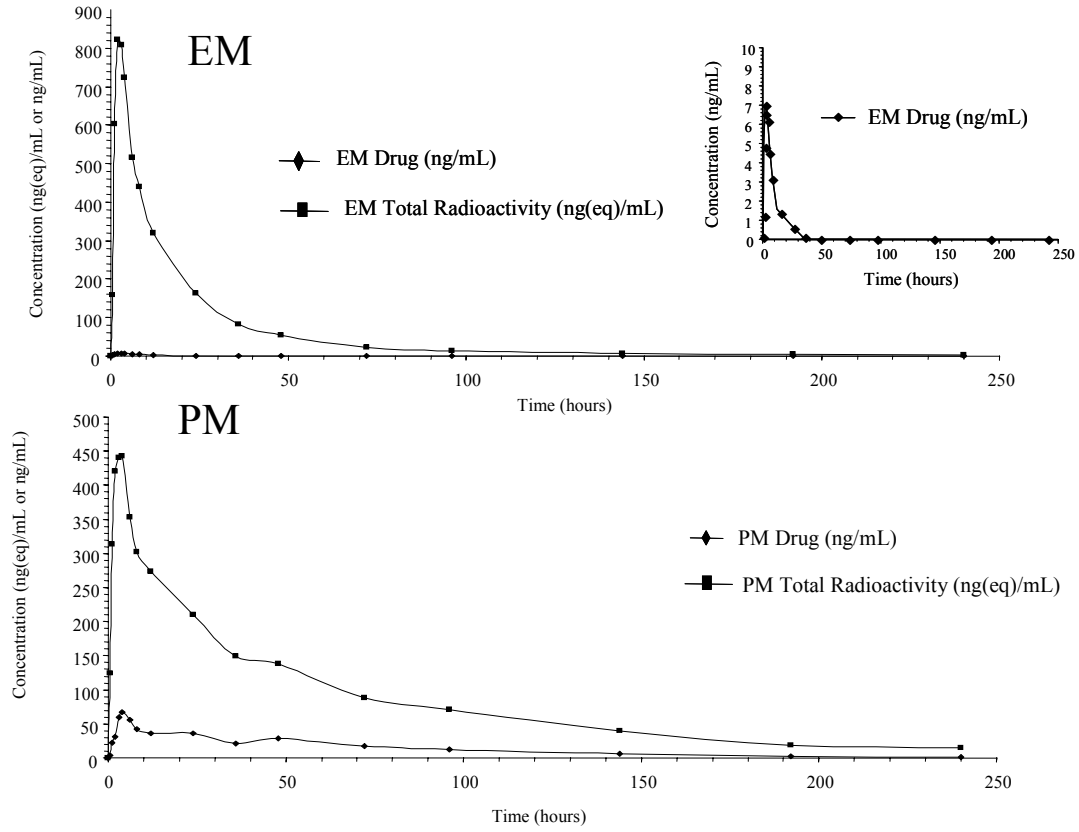 EM
Concentration (ng(eq)/mL or ng/mL)
900
800
700
600
500
400
300
200
100
0
0 50 100 150 200 250
Time (hours)
EM Drug (ng/mL)
EM Total Radioactivity (ng(eq)/mL)
Concentration (ng/mL)
10
9
8
7
6
5
4
3
2
1
0
0 50 100 150 200 250
Time (hours)
EM Drug (ng/mL)
PM
Concentration (ng(eq)/mL or ng/mL)
500
450
400
350
300
250
200
150
100
50
0
0 50 100 150 200 250
Time (hours)
PM Drug (ng/mL)
PM Total Radioactivity (ng(eq)/mL)